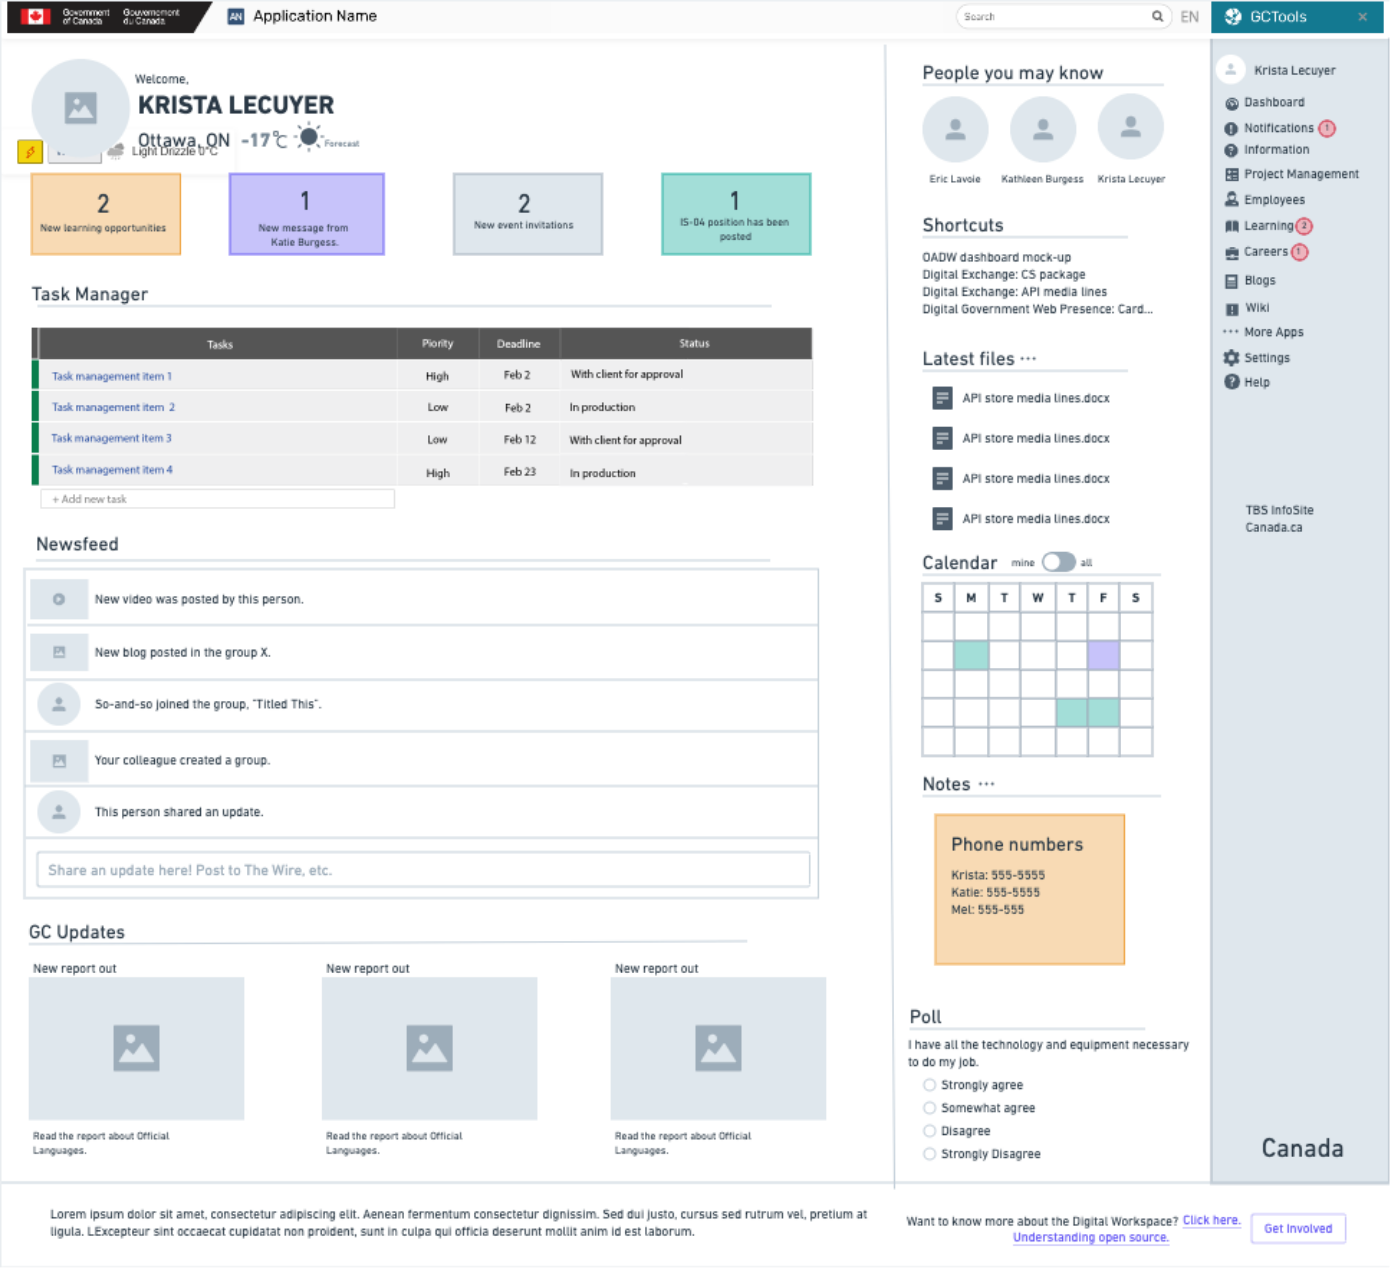 Government of Canada
Gouvernement du Canada
AN Application Name
Search
EN
GCTools ×
Welcome,
KRISTA LECUYER
Ottawa, ON -17°C Forecast
Light Drizzle 0°C
2
New learning opportunities
1
New message from
Katie Burgess.
2
New event invitations
1
IS-04 position has been
posted
Task Manager
Tasks Piority Deadline Status
Task management item 1 High Feb 2 With client for approval
Task management item 2 Low Feb 2 In production
Task management item 3 Low Feb 12 With client for approval
Task management item 4 High Feb 23 In production
+ Add new task
Newsfeed
New video was posted by this person.
New blog posted in the group X.
So-and-so joined the group, "Titled This".
Your colleague created a group.
This person shared an update.
Share an update here! Post to The Wire, etc.
GC Updates
New report out
Read the report about Official
Languages.
New report out
Read the report about Official
Languages.
New report out
Read the report about Official
Languages.
People you may know
Eric Lavoie
Kathleen Burgess
Krista Lecuyer
Shortcuts
OADW dashboard mock-up
Digital Exchange: CS package
Digital Exchange: API media lines
Digital Government Web Presence: Card...
Latest files ...
API store media lines.docx
API store media lines.docx
API store media lines.docx
API store media lines.docx
Calendar mine all
S M T W T F S
Notes ...
Phone numbers
Krista: 555-5555
Katie: 555-5555
Mel: 555-555
Poll
I have all the technology and equipment necessary
to do my job.
Strongly agree
Somewhat agree
Disagree
Strongly Disagree
Krista Lecuyer
Dashboard
Notifications 1
Information
Project Management
Employees
Learning 2
Careers 1
Blogs
Wiki
... More Apps
Settings
Help
TBS InfoSite
Canada.ca
Canada
Lorem ipsum dolor sit amet, consectetur adipiscing elit. Aenean fermentum consectetur dignissim. Sed dui justo, cursus sed rutrum vel, pretium at
ligula. LExcepteur sint occaecat cupidatat non proident, sunt in culpa qui officia deserunt mollit anim id est laborum.
Want to know more about the Digital Workspace? Click here.
Understanding open source.
Get Involved